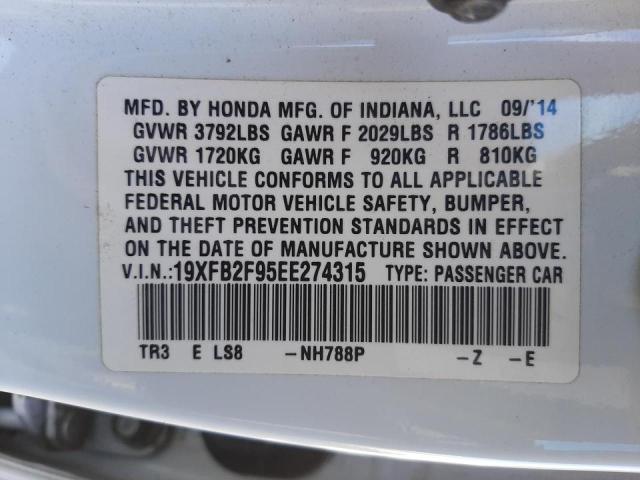 MFD. BY HONDA MFG. OF INDIANA, LLC 09/'14
GVWR 3792LBS GAWR F 2029LBS R 1786LBS
GVWR 1720KG GAWR F 920KG R 810KG
THIS VEHICLE CONFORMS TO ALL APPLICABLE
FEDERAL MOTOR VEHICLE SAFETY, BUMPER,
AND THEFT PREVENTION STANDARDS IN EFFECT
ON THE DATE OF MANUFACTURE SHOWN ABOVE.
V.I.N.:19XFB2F95EE274315 TYPE: PASSENGER CAR
TR3 E LS8 -NH788P -Z -E